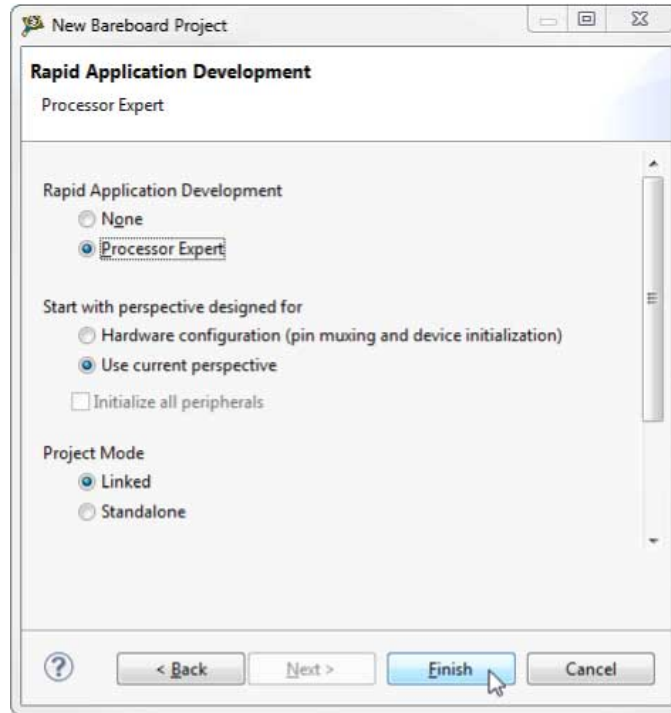 New Bareboard Project
Rapid Application Development
Processor Expert
Rapid Application Development
None
Processor Expert
Start with perspective designed for
Hardware configuration (pin muxing and device initialization)
Use current perspective
Initialize all peripherals
Project Mode
Linked
Standalone
? < Back Next > Finish Cancel